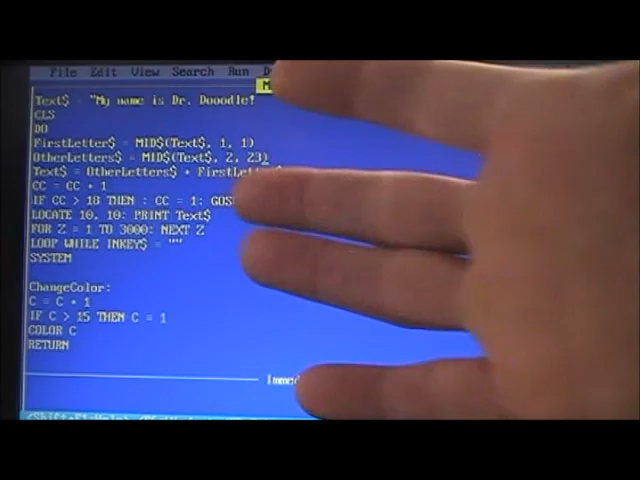 File Edit View Search Run
Text$ = "My name is Dr. Dooodle!
CLS
DO
FirstLetter$ = MID$(Text$, 1, 1)
OtherLetters$ = MID$(Text$, 2, 23)
Text$ = OtherLetters$ + FirstLetter$
CC = CC + 1
IF CC > 18 THEN : CC = 1: GOS
LOCATE 10, 10: PRINT Text$
FOR Z = 1 TO 3000: NEXT Z
LOOP WHILE INKEY$ = ""
SYSTEM
ChangeColor:
C = C + 1
IF C > 15 THEN C = 1
COLOR C
RETURN
Immed